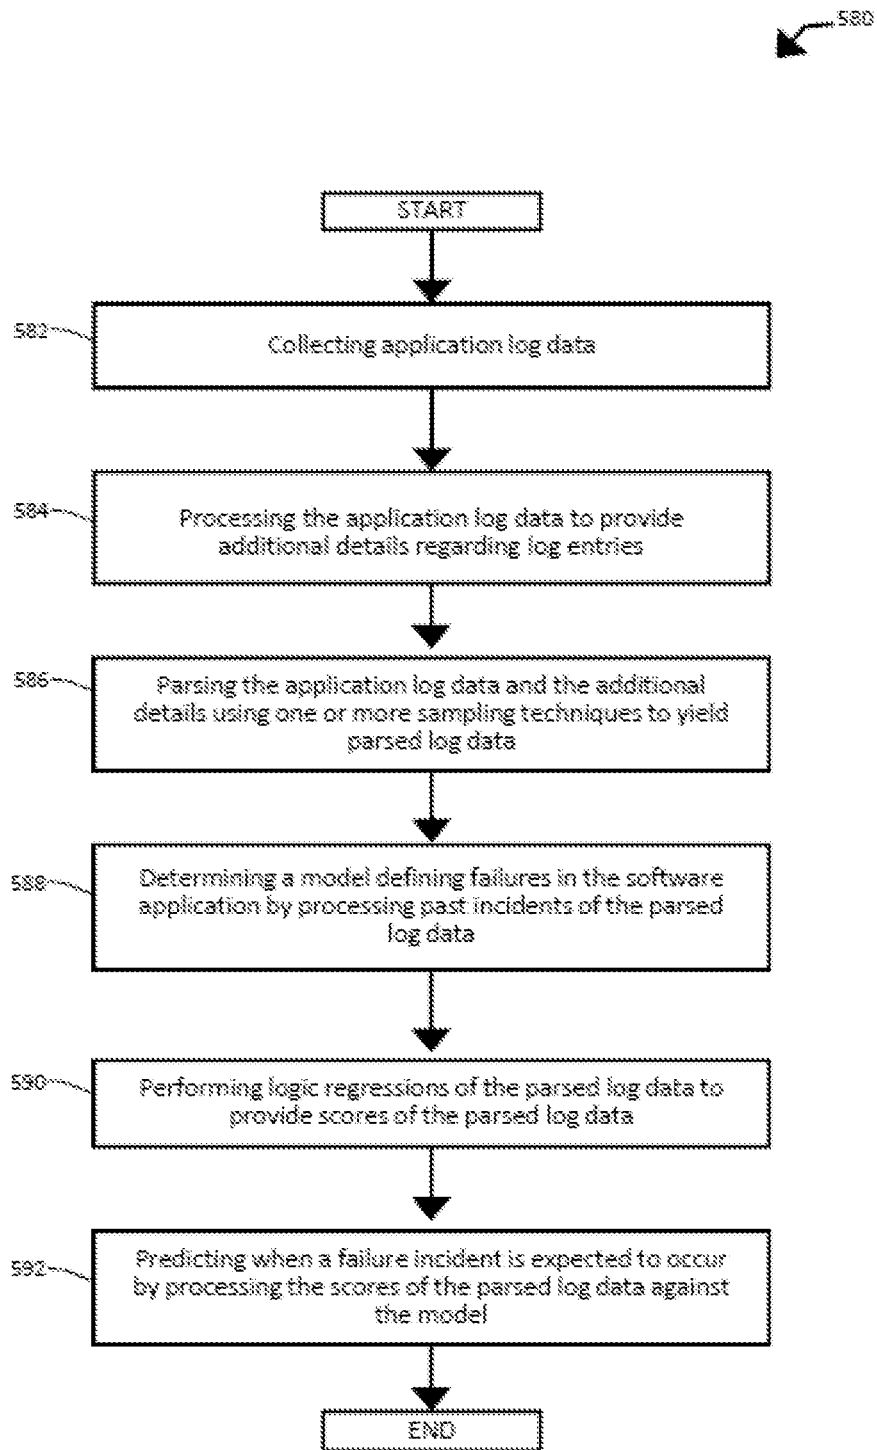 580
START
582
Collecting application log data
584
Processing the application log data to provide
additional details regarding log entries
586
Parsing the application log data and the additional
details using one or more sampling techniques to yield
parsed log data
588
Determining a model defining failures in the software
application by processing past incidents of the parsed
log data
590
Performing logic regressions of the parsed log data to
provide scores of the parsed log data
592
Predicting when a failure incident is expected to occur
by processing the scores of the parsed log data against
the model
END